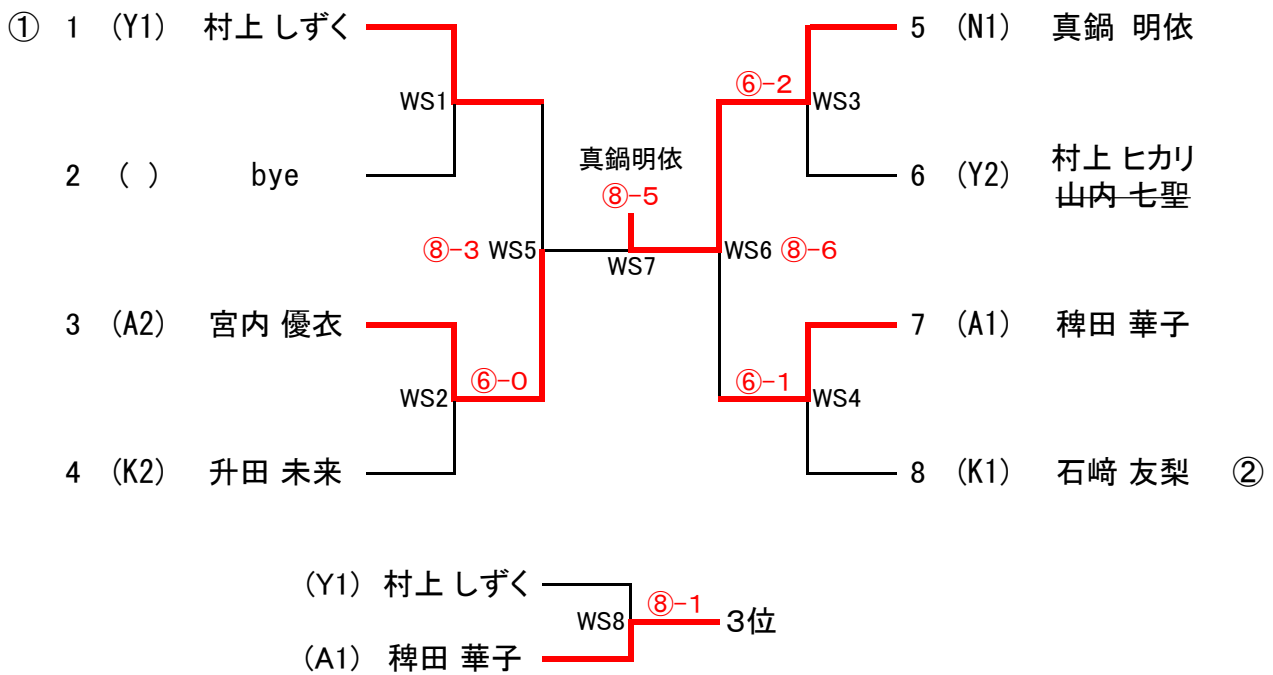 ① 1 (Y1) 村上 しずく
5 (N1) 真鍋 明依
⑥-2
WS1
WS3
真鍋明依
2 ( ) bye
6 (Y2) 村上 ヒカリ
山内 七聖
⑧-5
⑧-3 WS5
WS7
WS6 ⑧-6
3 (A2) 宮内 優衣
7 (A1) 稗田 華子
⑥-0
⑥-1
WS2
WS4
4 (K2) 升田 未来
8 (K1) 石﨑 友梨 ②
(Y1) 村上 しずく
⑧-1
WS8
3位
(A1) 稗田 華子